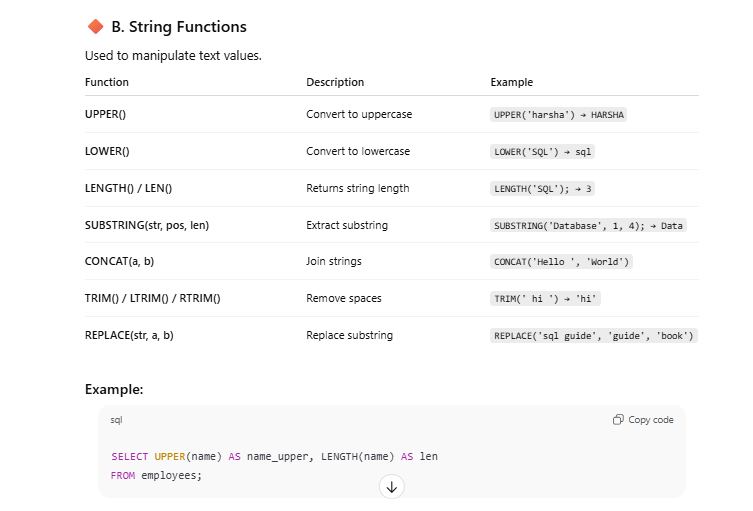 B. String Functions
Used to manipulate text values.
Function Description Example
UPPER() Convert to uppercase UPPER('harsha') → HARSHA
LOWER() Convert to lowercase LOWER('SQL') → sql
LENGTH() / LEN() Returns string length LENGTH('SQL'); → 3
SUBSTRING(str, pos, len) Extract substring SUBSTRING('Database', 1, 4); → Data
CONCAT(a, b) Join strings CONCAT('Hello ', 'World')
TRIM() / LTRIM() / RTRIM() Remove spaces TRIM(' hi ') → 'hi'
REPLACE(str, a, b) Replace substring REPLACE('sql guide', 'guide', 'book')
Example:
sql Copy code
SELECT UPPER(name) AS name_upper, LENGTH(name) AS len
FROM employees;